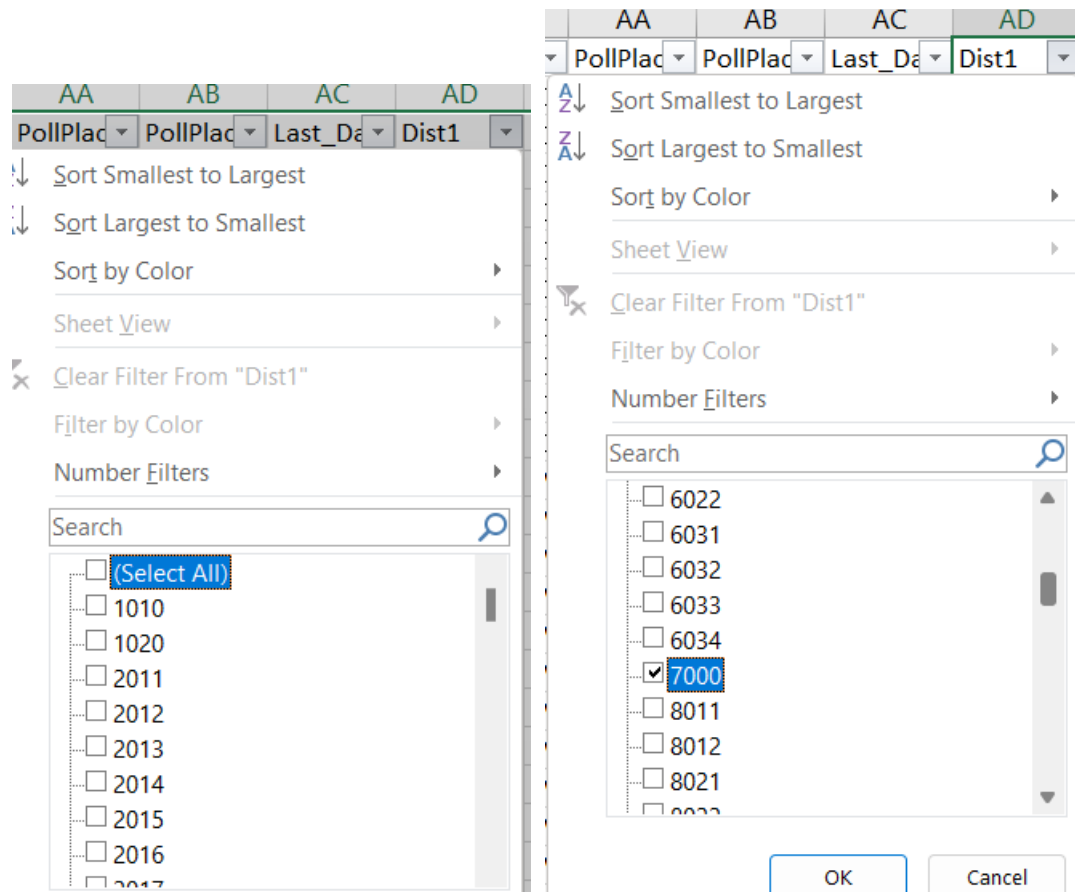 AA AB AC AD
PollPlac PollPlac Last_Da Dist1
Sort Smallest to Largest
Sort Largest to Smallest
Sort by Color
Sheet View
Clear Filter From "Dist1"
Filter by Color
Number Filters
Search
(Select All)
1010
1020
2011
2012
2013
2014
2015
2016
2017
AA AB AC AD
PollPlac PollPlac Last_Da Dist1
Sort Smallest to Largest
Sort Largest to Smallest
Sort by Color
Sheet View
Clear Filter From "Dist1"
Filter by Color
Number Filters
Search
6022
6031
6032
6033
6034
7000
8011
8012
8021
OK Cancel